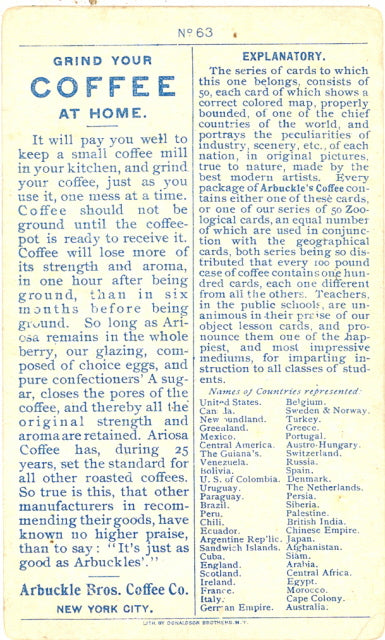 No 63
GRIND YOUR
COFFEE
AT HOME.
It will pay you well to
keep a small coffee mill
in your kitchen, and grind
your coffee, just as you
use it, one mess at a time.
Coffee should not be
ground until the coffee-
pot is ready to receive it.
Coffee will lose more of
its strength and aroma,
in one hour after being
ground, than in six
months before being
ground. So long as Ari-
osa remains in the whole
berry, our glazing, com-
posed of choice eggs, and
pure confectioners' A sug-
ar, closes the pores of the
coffee, and thereby all the
original strength and
aroma are retained. Ariosa
Coffee has, during 25
years, set the standard for
all other roasted coffees.
So true is this, that other
manufacturers in recom-
mending their goods, have
known no higher praise,
than to say: "It's just as
good as Arbuckles'."
Arbuckle Bros. Coffee Co.
NEW YORK CITY.
EXPLANATORY.
The series of cards to which
this one belongs, consists of
50, each card of which shows a
correct colored map, properly
bounded, of one of the chief
countries of the world, and
portrays the peculiarities of
industry, scenery, etc., of each
nation, in original pictures,
true to nature, made by the
best modern artists. Every
package of Arbuckle's Coffee con-
tains either one of these cards,
or one of our series of 50 Zoo-
logical cards, an equal number
of which are used in conjunc-
tion with the geographical
cards, both series being so dis-
tributed that every 100 pound
case of coffee contains one hun-
dred cards, each one different
from all the others. Teachers,
in the public schools, are un-
animous in their praise of our
object lesson cards, and pro-
nounce them one of the hap-
piest, and most impressive
mediums, for imparting in-
struction to all classes of stud-
ents.
Names of Countries represented:
United States. Belgium.
Canada. Sweden & Norway.
Newfoundland. Turkey.
Greenland. Greece.
Mexico. Portugal.
Central America. Austro-Hungary.
The Guiana's. Switzerland.
Venezuela. Russia.
Bolivia. Spain.
U. S. of Colombia. Denmark.
Uruguay. The Netherlands.
Paraguay. Persia.
Brazil. Siberia.
Peru. Palestine.
Chili. British India.
Ecuador. Chinese Empire.
Argentine Rep'lic. Japan.
Sandwich Islands. Afghanistan.
Cuba. Siam.
England. Arabia.
Scotland. Central Africa.
Ireland. Egypt.
France. Morocco.
Italy. Cape Colony.
German Empire. Australia.
LITH. BY DONALDSON BROTHERS, N.Y.